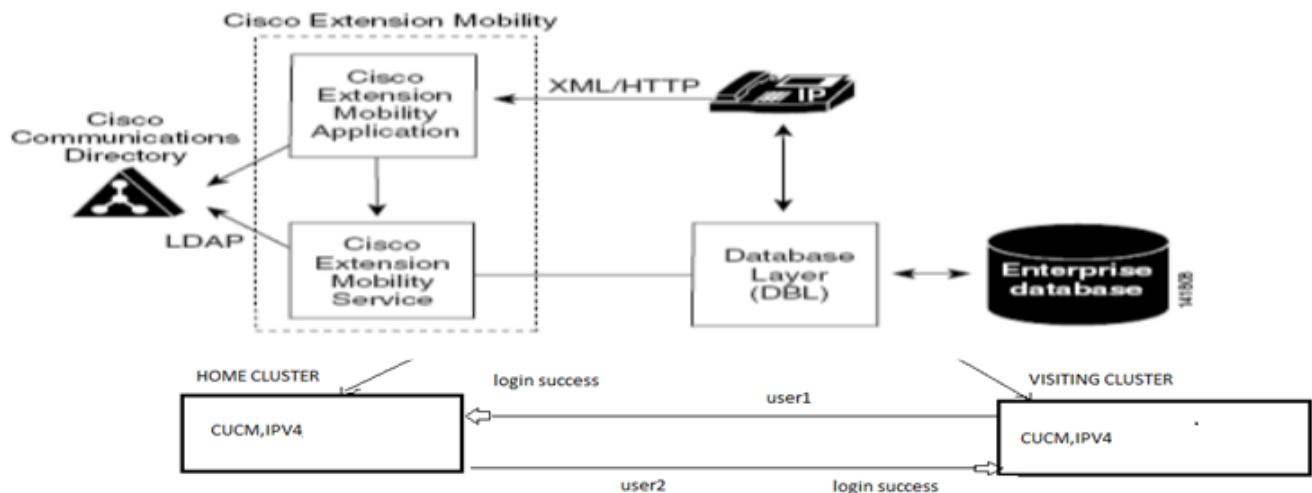 Cisco Extension Mobility
Cisco
Extension
Mobility
Application
XML/HTTP
IP
Cisco
Communications
Directory
LDAP
Cisco
Extension
Mobility
Service
Database
Layer
(DBL)
Enterprise
database
141808
HOME CLUSTER
login success
user1
VISITING CLUSTER
CUCM,IPV4
CUCM,IPV4
user2
login success